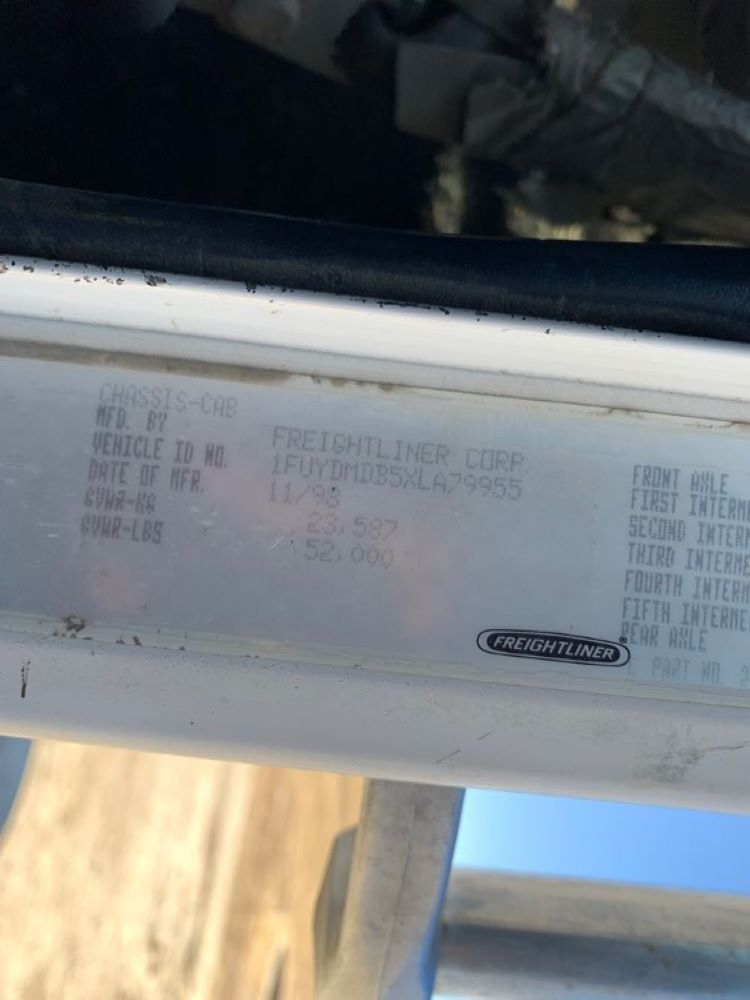 CHASSIS-CAB
MFD. BY FREIGHTLINER CORP.
VEHICLE ID NO. 1FUYDMDB5XLA79955
DATE OF MFR. 11/98
GVWR-KG 23,587
GVWR-LBS 52,000
FREIGHTLINER
FRONT AXLE
FIRST INTERME
SECOND INTERM
THIRD INTERME
FOURTH INTERM
FIFTH INTERME
REAR AXLE
PART NO